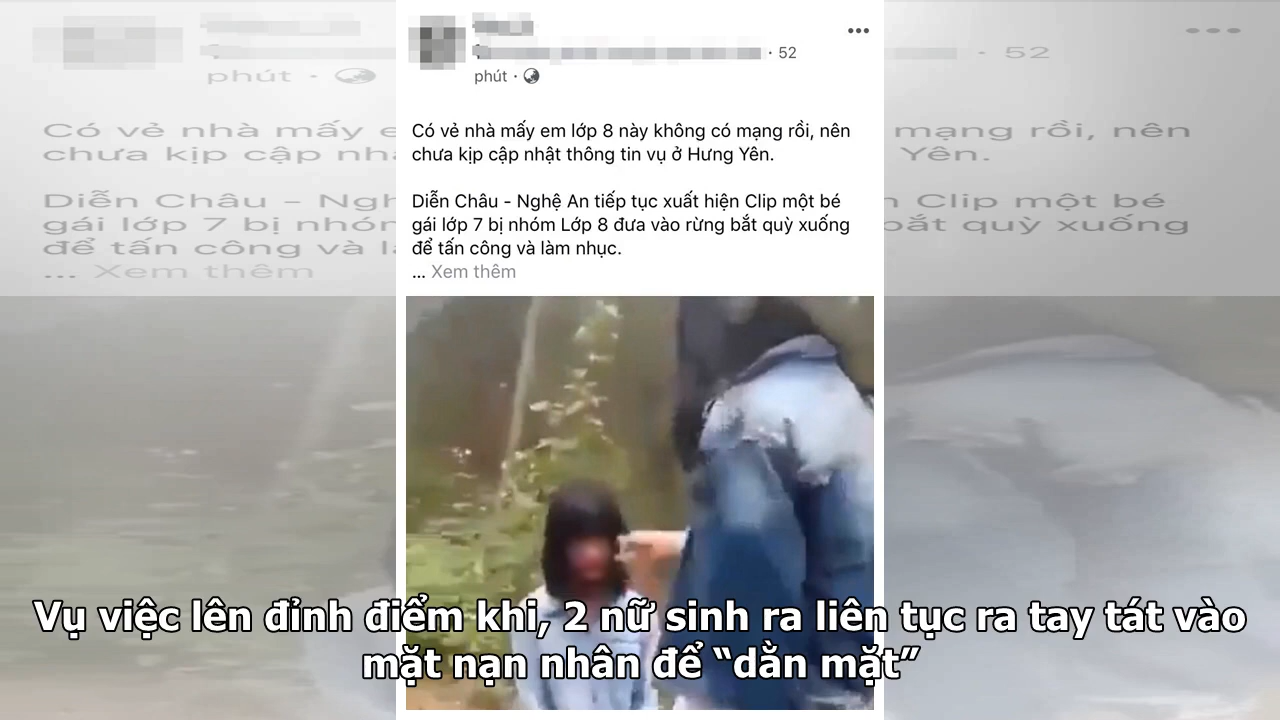 · 52
phút ·
Có vẻ nhà mấy em lớp 8 này không có mạng rồi, nên
chưa kịp cập nhật thông tin vụ ở Hưng Yên.
Diễn Châu - Nghệ An tiếp tục xuất hiện Clip một bé
gái lớp 7 bị nhóm Lớp 8 đưa vào rừng bắt quỳ xuống
để tấn công và làm nhục.
... Xem thêm
Vụ việc lên đỉnh điểm khi, 2 nữ sinh ra liên tục ra tay tát vào
mặt nạn nhân để “dằn mặt”